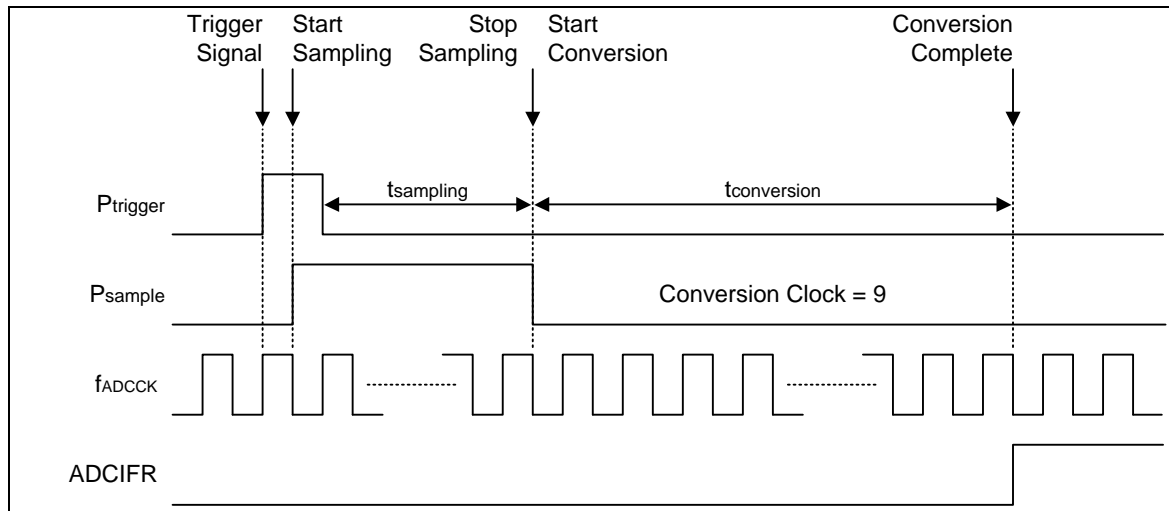 Trigger Signal
Start Sampling
Stop Sampling
Start Conversion
Conversion Complete
Ptrigger
tsampling
tconversion
Psample
Conversion Clock = 9
fADCCK
ADCIFR